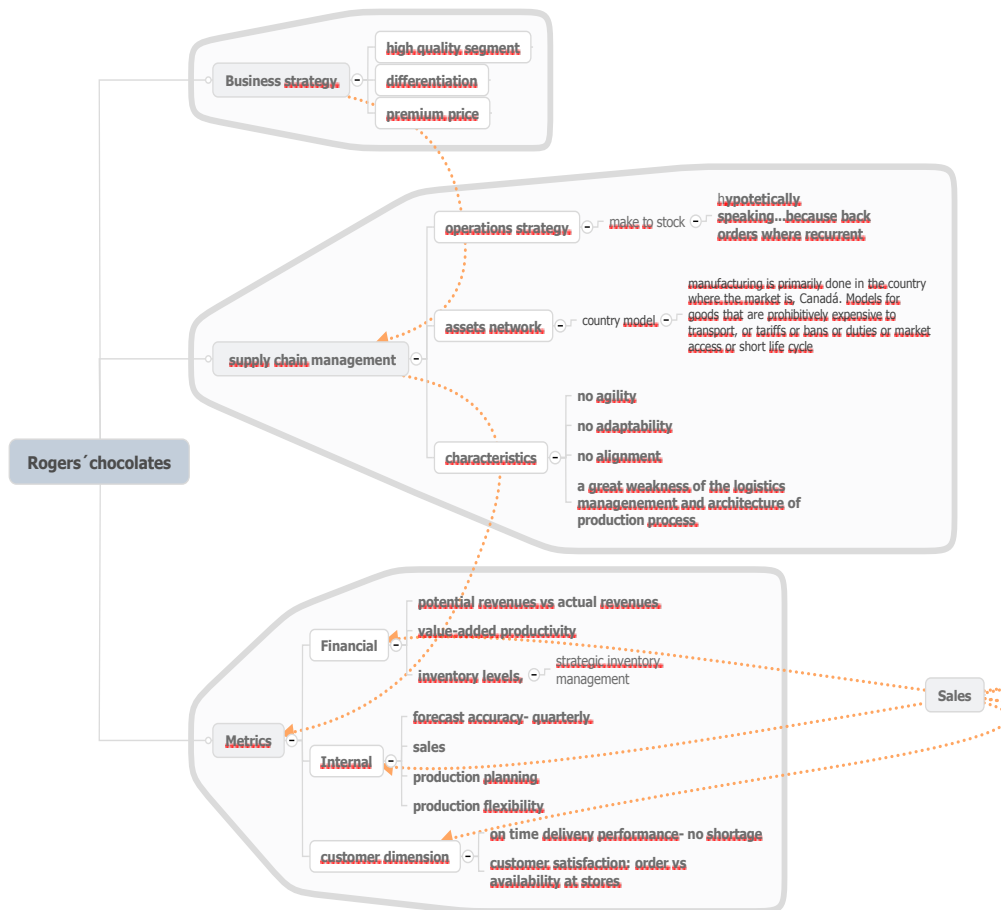 high quality segment
Business strategy
differentiation
premium price
hypotetically
speaking...because back
orders where recurrent
operations strategy
make to stock
manufacturing is primarily done in the country
where the market is, Canadá. Models for
goods that are prohibitively expensive to
transport, or tariffs or bans or duties or market
access or short life cycle
assets network
country model
supply chain management
no agility
no adaptability
no alignment
characteristics
a great weakness of the logistics
managenement and architecture of
production process
Rogers´chocolates
potential revenues vs actual revenues
value-added productivity
Financial
strategic inventory
management
inventory levels,
Sales
forecast accuracy- quarterly
Metrics
sales
Internal
production planning
production flexibility
on time delivery performance- no shortage
customer dimension
customer satisfaction: order vs
availability at stores